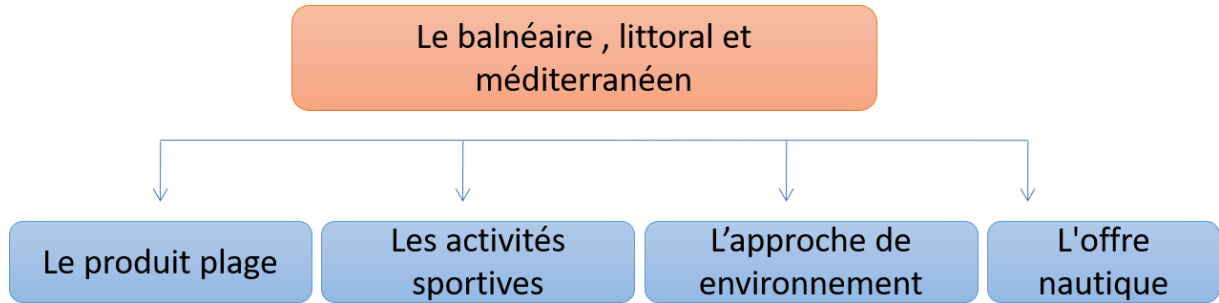 Le balnéaire , littoral et
méditerranéen
Le produit plage
Les activités
sportives
L’approche de
environnement
L'offre
nautique